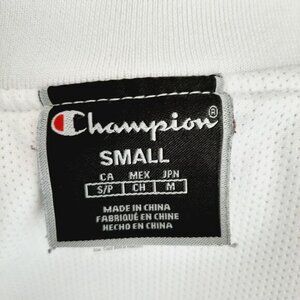 Champion®
SMALL
CA MEX JPN
S/P CH M
MADE IN CHINA
FABRIQUÉ EN CHINE
HECHO EN CHINA